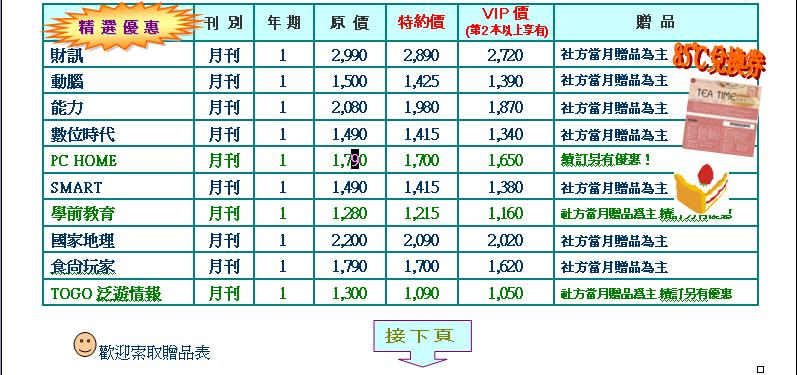 精選優惠 刊 別 年 期 原 價 特約價 VIP 價 (第2本以上享有) 贈 品
財訊 月刊 1 2,990 2,890 2,720 社方當月贈品為主
動腦 月刊 1 1,500 1,425 1,390 社方當月贈品為主
能力 月刊 1 2,080 1,980 1,870 社方當月贈品為主
數位時代 月刊 1 1,490 1,415 1,340 社方當月贈品為主
PC HOME 月刊 1 1,790 1,700 1,650 續訂另有優惠！
SMART 月刊 1 1,490 1,415 1,380 社方當月贈品為主
學前教育 月刊 1 1,280 1,215 1,160 社方當月贈品為主 續訂另有優惠
國家地理 月刊 1 2,200 2,090 2,020 社方當月贈品為主
食尚玩家 月刊 1 1,790 1,700 1,620 社方當月贈品為主
TOGO 泛遊情報 月刊 1 1,300 1,090 1,050 社方當月贈品為主 續訂另有優惠
85℃兌換券
TEA TIME
接下頁
歡迎索取贈品表